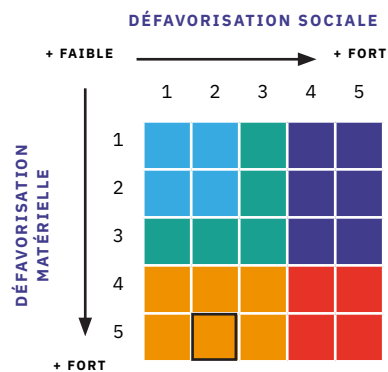 DÉFAVORISATION SOCIALE
+ FAIBLE
+ FORT
1 2 3 4 5
DÉFAVORISATION
MATÉRIELLE
1
2
3
4
5
+ FORT